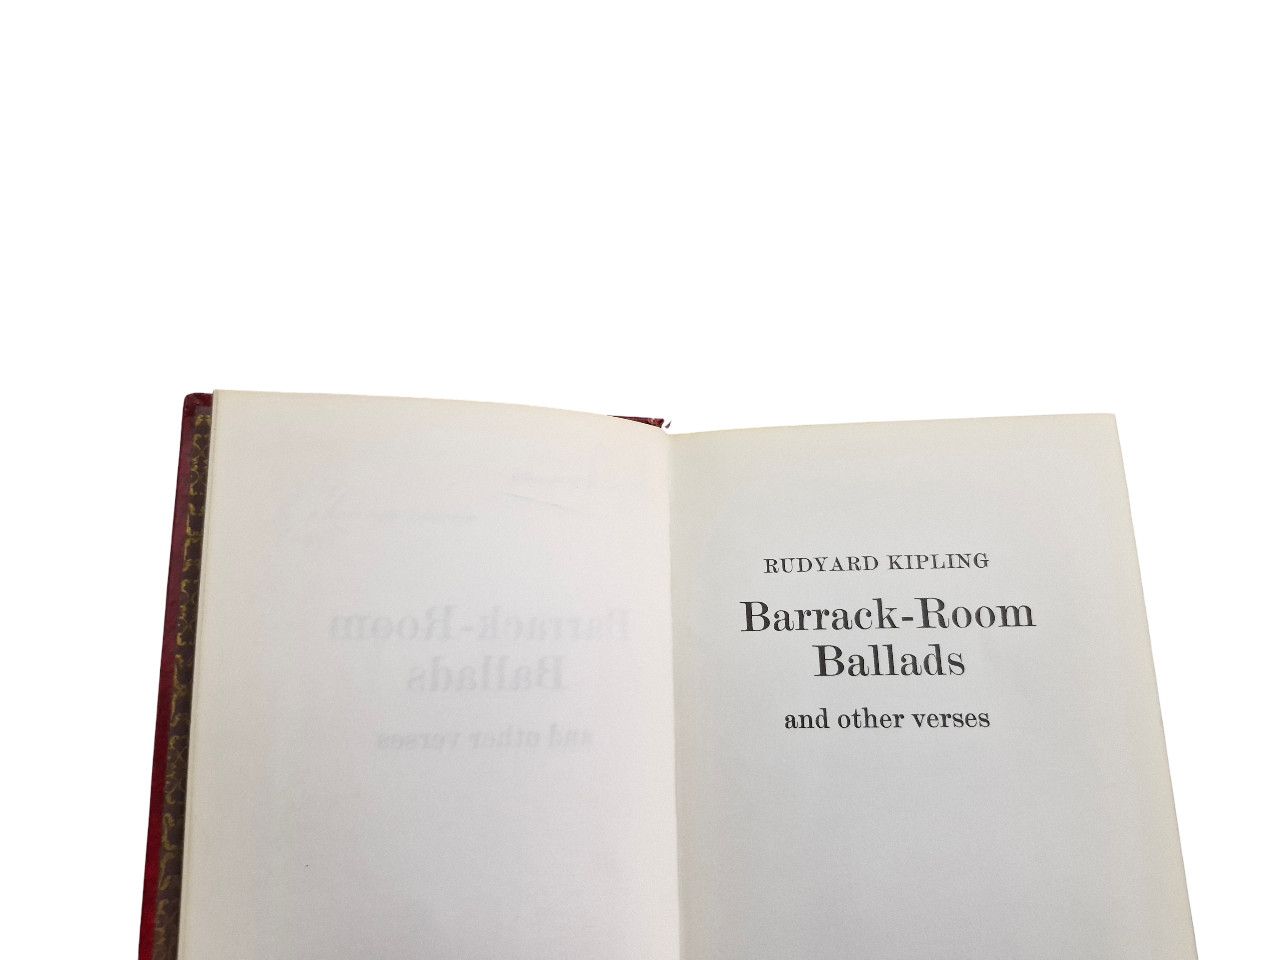 RUDYARD KIPLING
Barrack-Room
Ballads
and other verses